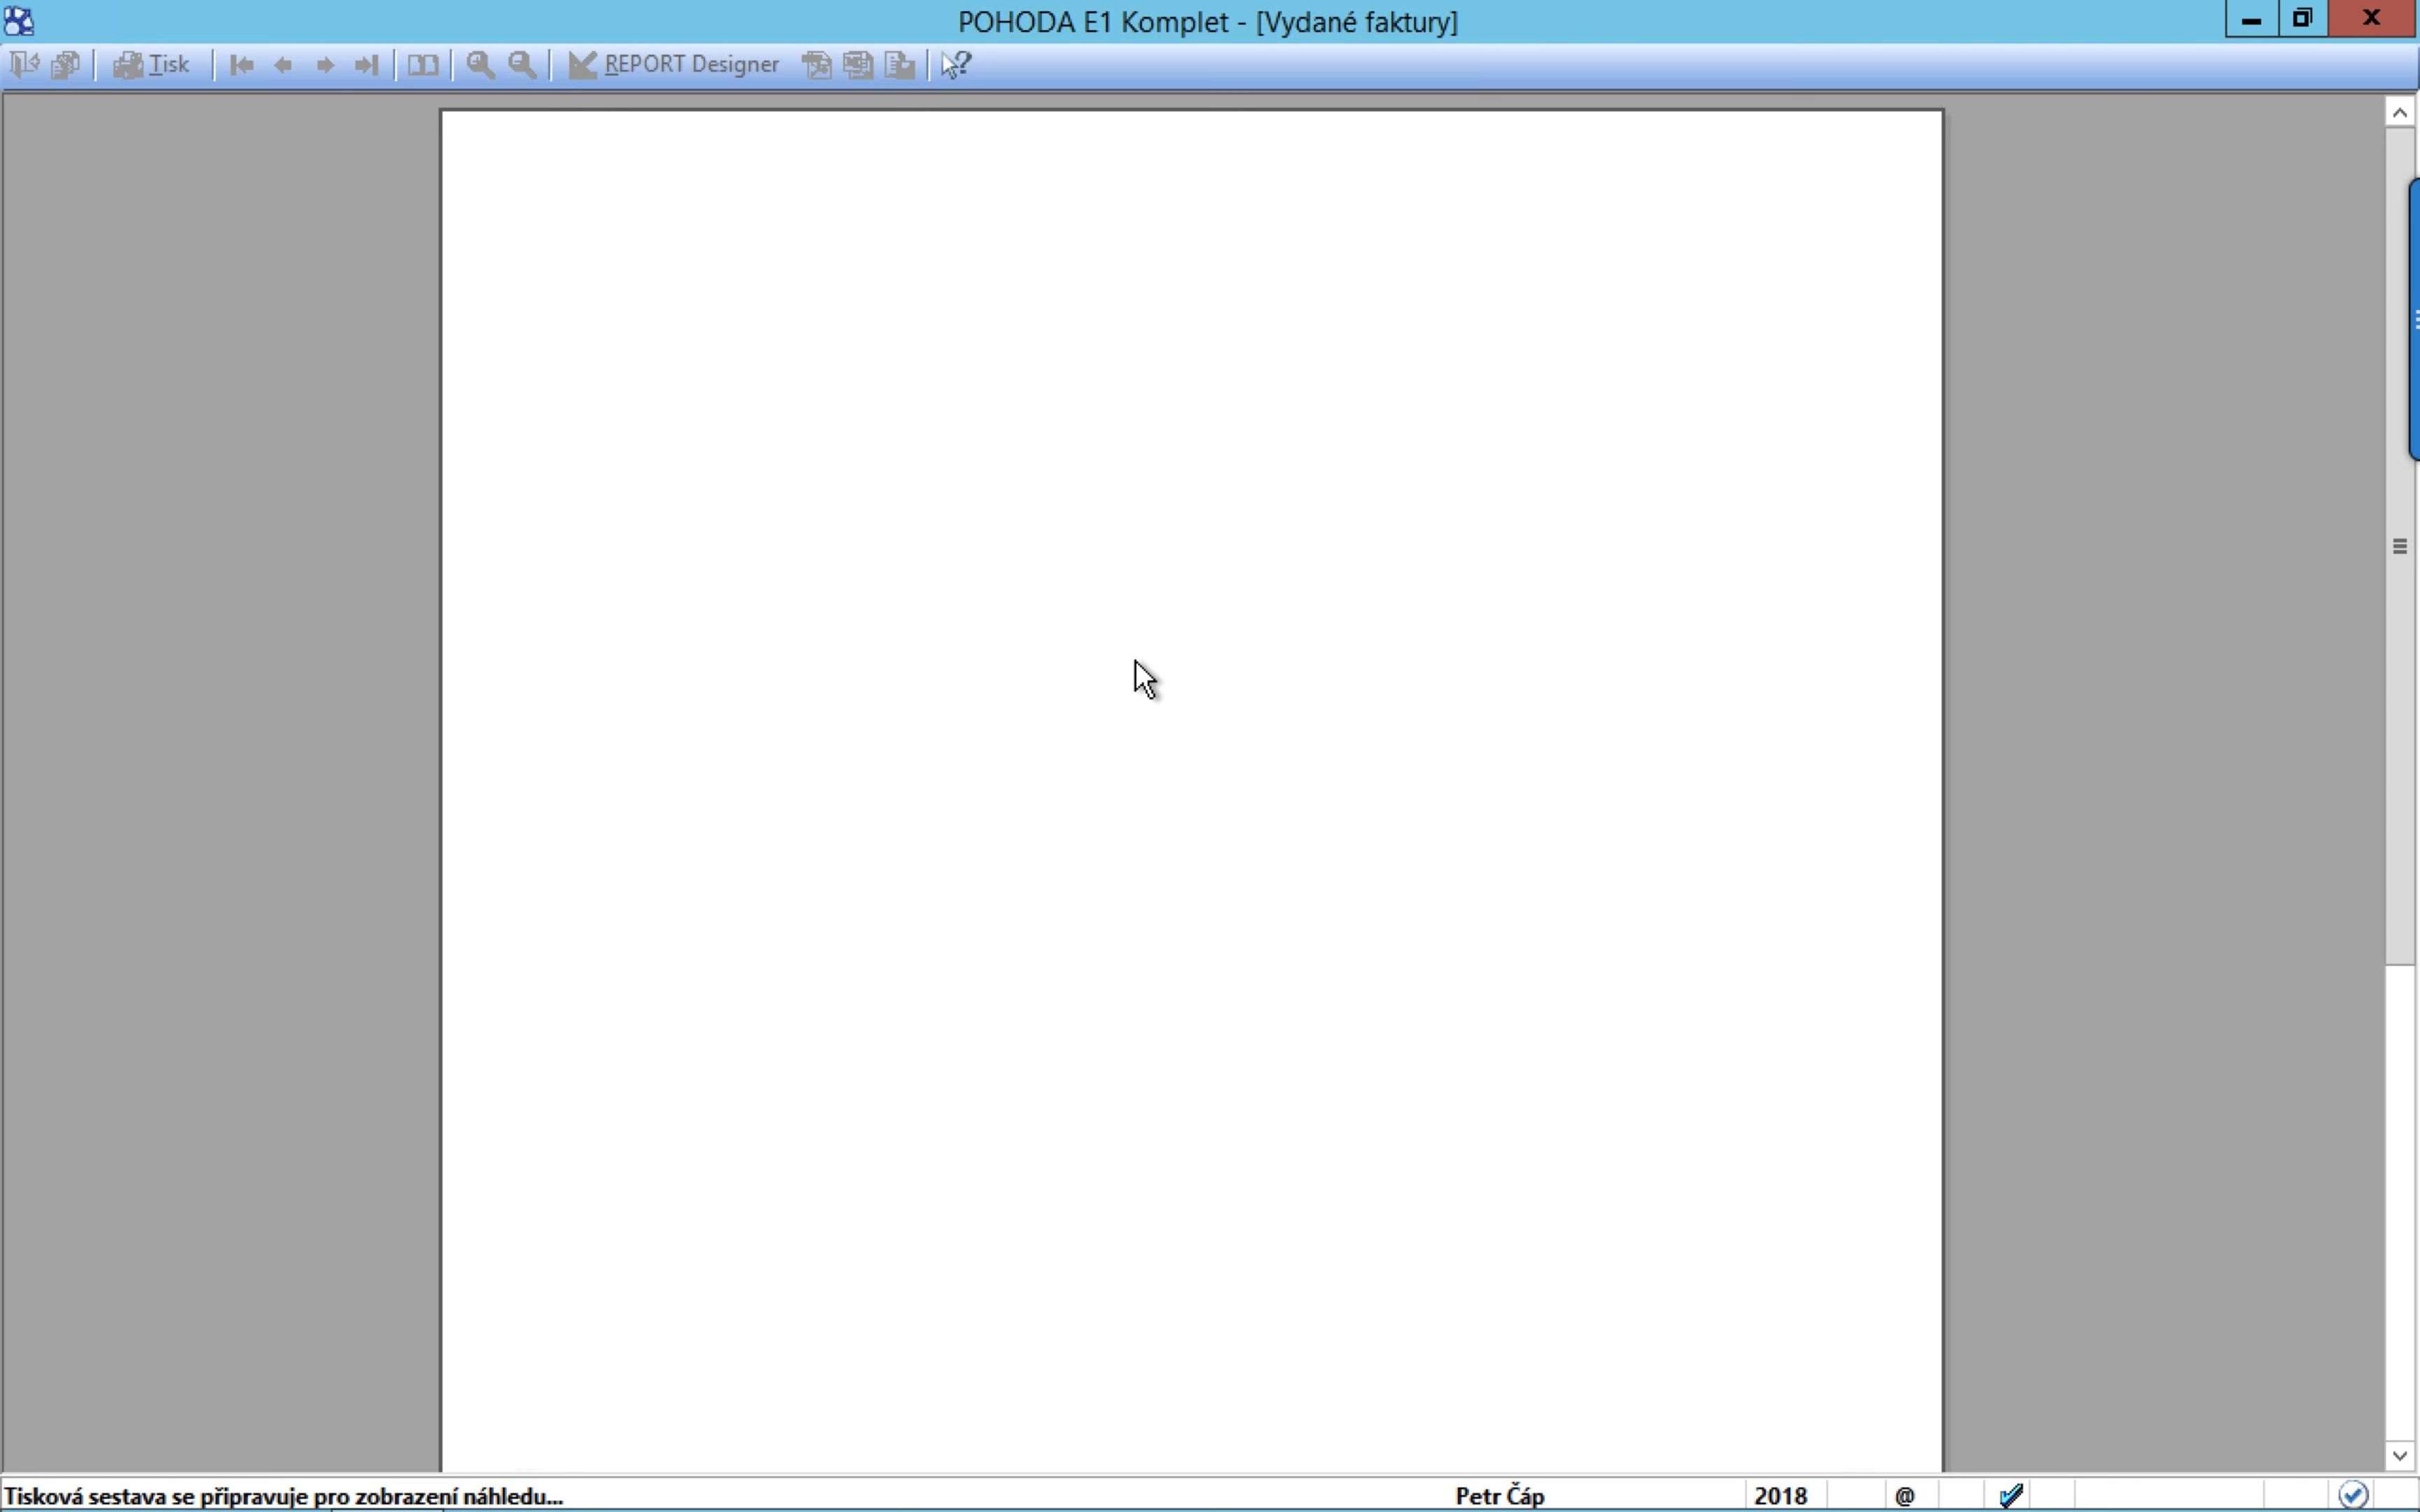 POHODA E1 Komplet - [Vydané faktury]
Tisk REPORT Designer
Tisková sestava se připravuje pro zobrazení náhledu... Petr Čáp 2018 @